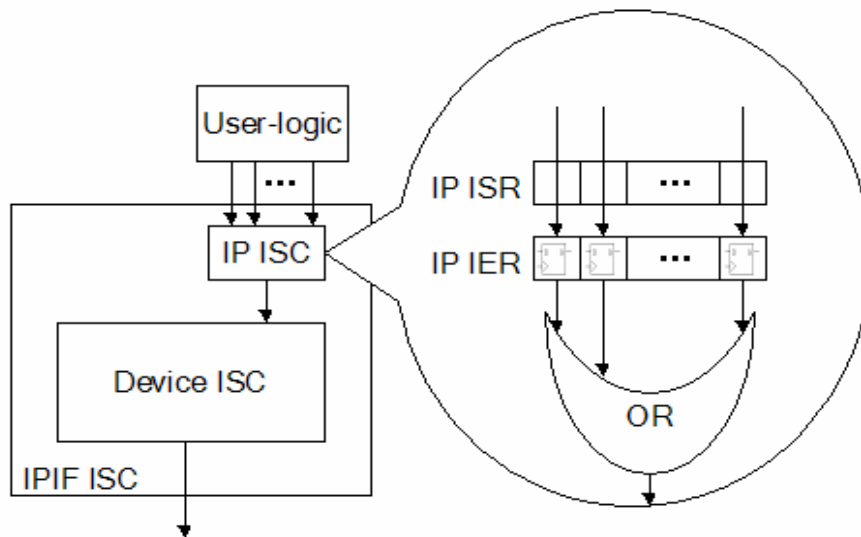 User-logic
...
IP ISC
Device ISC
IPIF ISC
IP ISR
...
IP IER
...
OR